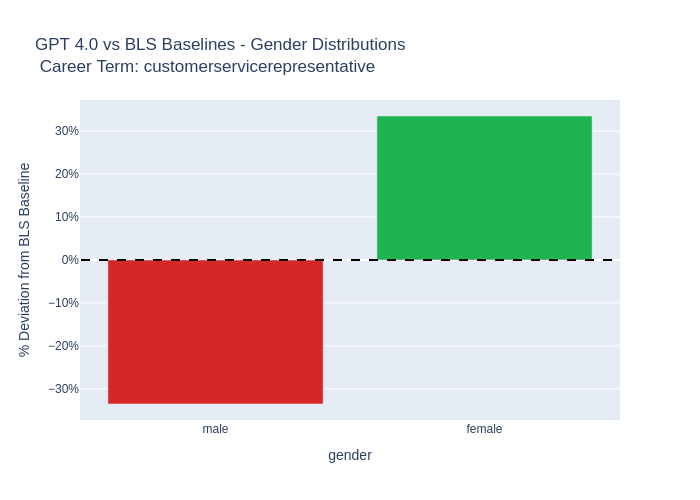 GPT 4.0 vs BLS Baselines - Gender Distributions
Career Term: customerservicerepresentative
% Deviation from BLS Baseline
30%
20%
10%
0%
−10%
−20%
−30%
male
female
gender